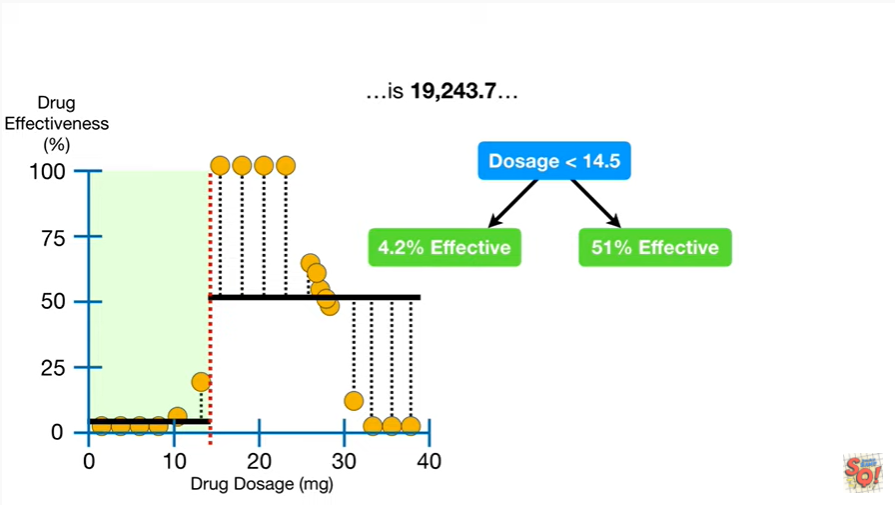 …is 19,243.7…
Drug
Effectiveness
(%)
Dosage < 14.5
4.2% Effective
51% Effective
100
75
50
25
0
0 10 20 30 40
Drug Dosage (mg)
SQ!